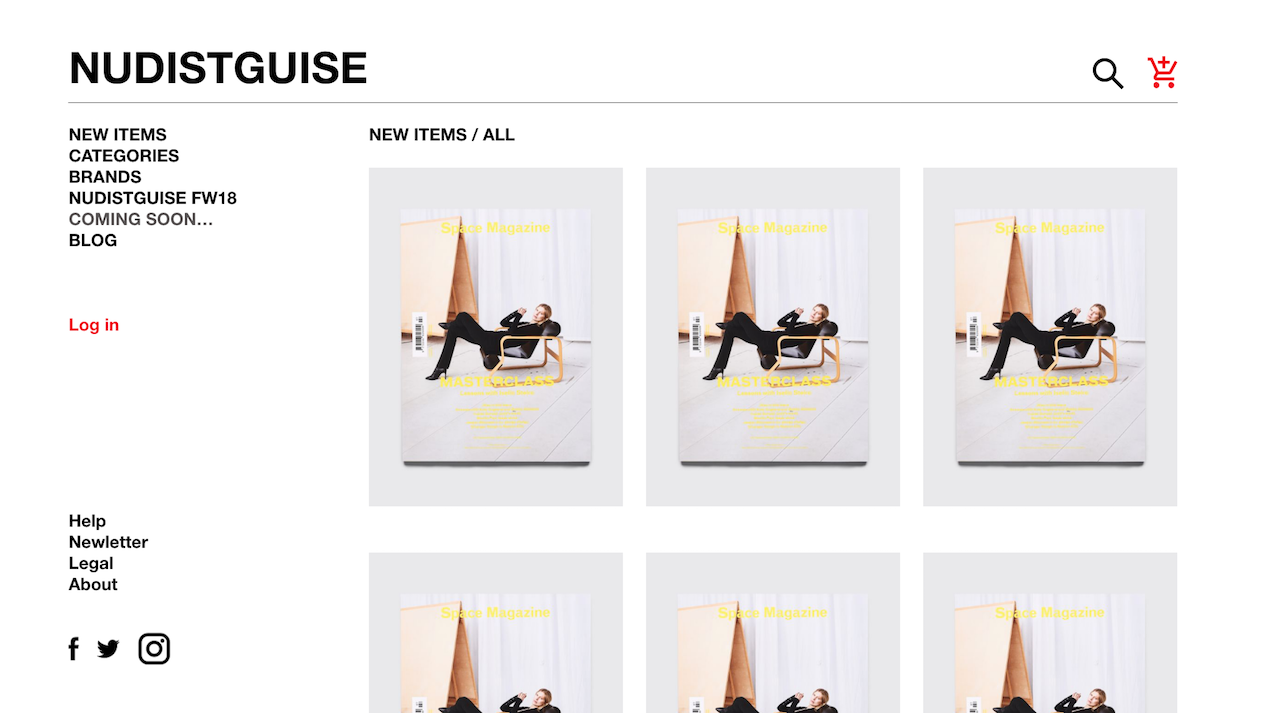 NUDISTGUISE
NEW ITEMS
CATEGORIES
BRANDS
NUDISTGUISE FW18
COMING SOON...
BLOG
Log in
Help
Newletter
Legal
About
NEW ITEMS / ALL
Space Magazine
MASTERCLASS
Space Magazine
MASTERCLASS
Space Magazine
MASTERCLASS
Space Magazine
Space Magazine
Space Magazine